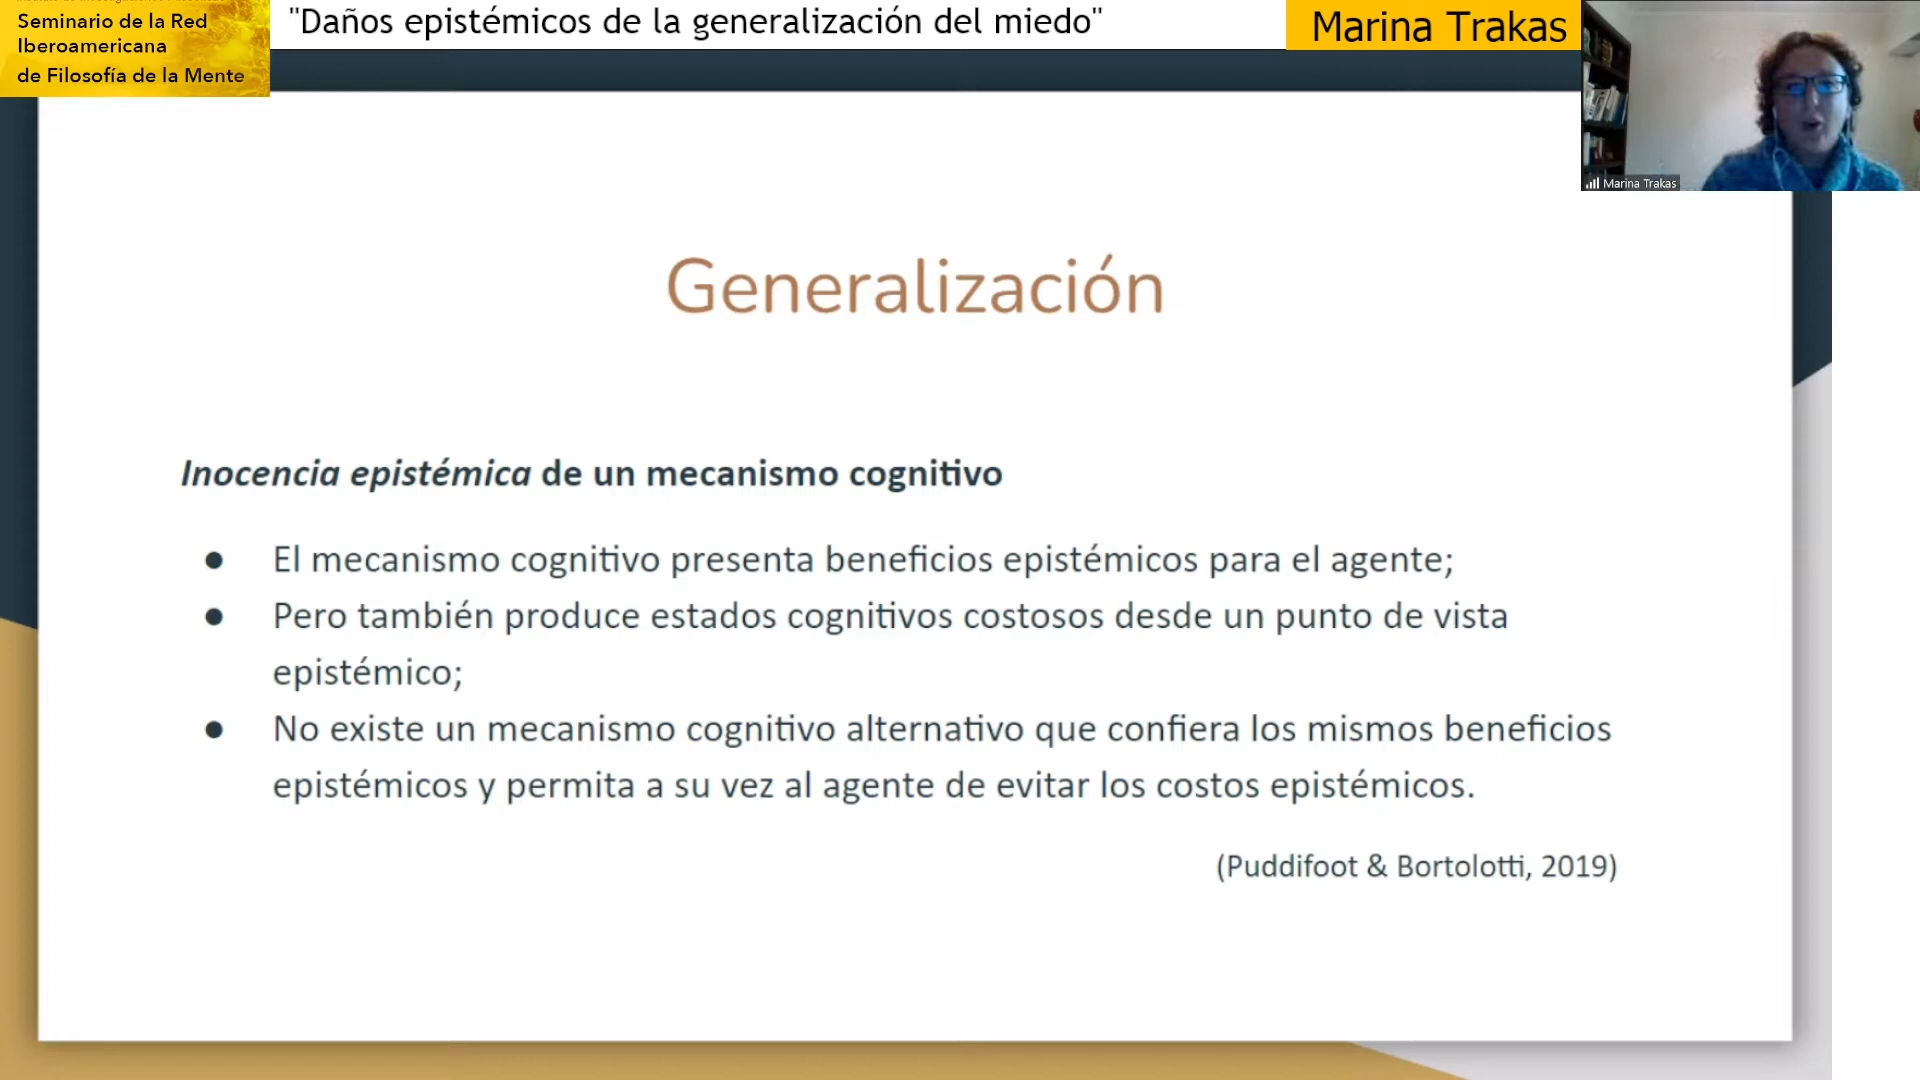 Seminario de la Red
Iberoamericana
de Filosofía de la Mente
"Daños epistémicos de la generalización del miedo"
Marina Trakas
Marina Trakas
Generalización
Inocencia epistémica de un mecanismo cognitivo
● El mecanismo cognitivo presenta beneficios epistémicos para el agente;
● Pero también produce estados cognitivos costosos desde un punto de vista
epistémico;
● No existe un mecanismo cognitivo alternativo que confiera los mismos beneficios
epistémicos y permita a su vez al agente de evitar los costos epistémicos.
(Puddifoot & Bortolotti, 2019)